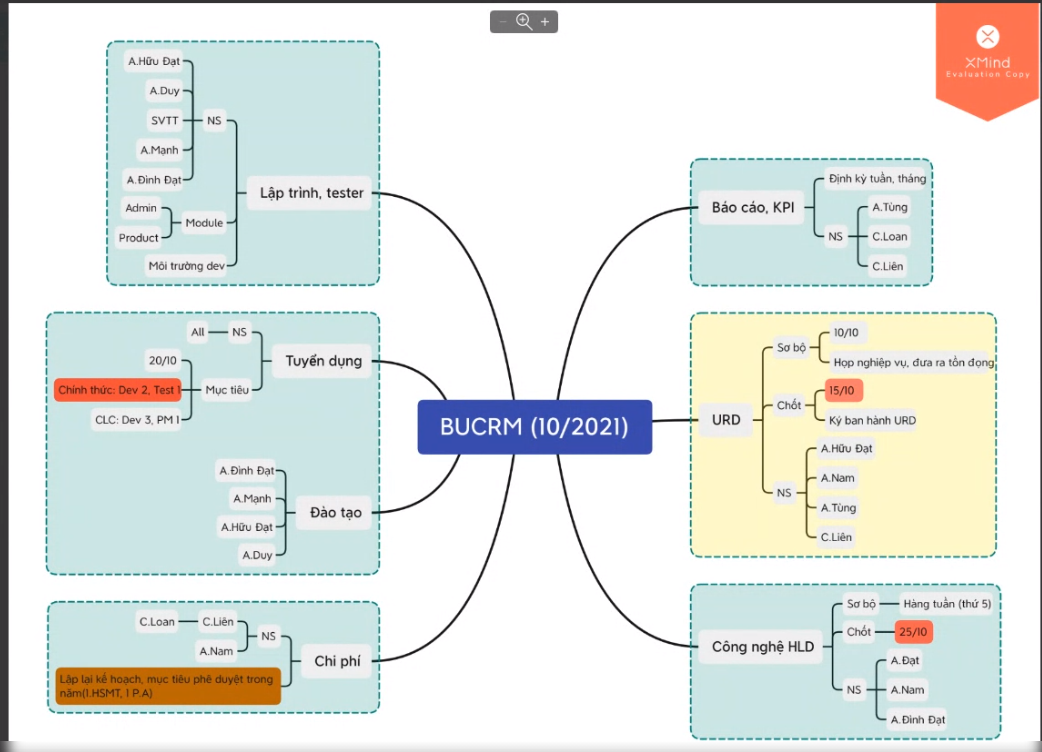 XMind
Evaluation Copy
BUCRM (10/2021)
Lập trình, tester
NS
A.Hữu Đạt
A.Duy
SVTT
A.Mạnh
A.Đình Đạt
Module
Admin
Product
Môi trường dev
Tuyển dụng
NS
All
Mục tiêu
20/10
Chính thức: Dev 2, Test 1
CLC: Dev 3, PM 1
Đào tạo
A.Đình Đạt
A.Mạnh
A.Hữu Đạt
A.Duy
Chi phí
NS
C.Liên
C.Loan
A.Nam
Lập lại kế hoạch, mục tiêu phê duyệt trong
năm(1.HSMT, 1 P.A)
Báo cáo, KPI
Định kỳ tuần, tháng
NS
A.Tùng
C.Loan
C.Liên
URD
Sơ bộ
10/10
Họp nghiệp vụ, đưa ra tồn đọng
Chốt
15/10
Ký ban hành URD
NS
A.Hữu Đạt
A.Nam
A.Tùng
C.Liên
Công nghệ HLD
Sơ bộ
Hàng tuần (thứ 5)
Chốt
25/10
NS
A.Đạt
A.Nam
A.Đình Đạt